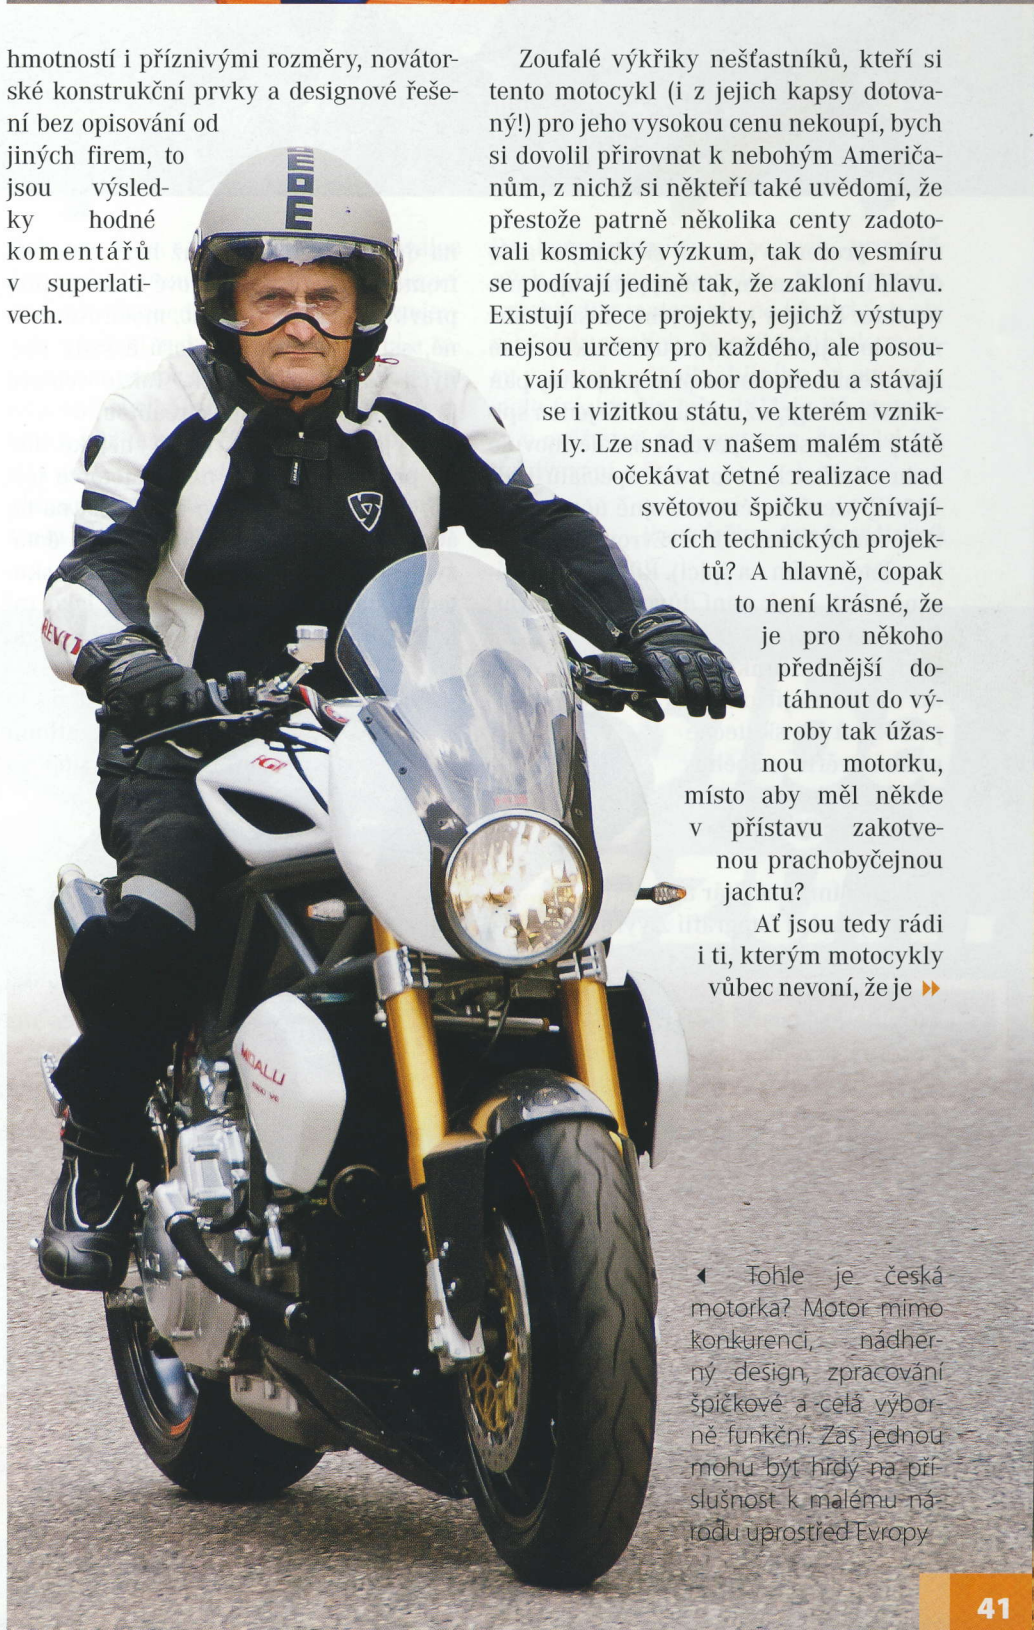 hmotností i příznivými rozměry, novátor-
ské konstrukční prvky a designové řeše-
ní bez opisování od
jiných firem, to
jsou výsled-
ky hodné
komentářů
v superlati-
vech.
Zoufalé výkřiky nešťastníků, kteří si
tento motocykl (i z jejich kapsy dotova-
ný!) pro jeho vysokou cenu nekoupí, bych
si dovolil přirovnat k nebohým Američa-
nům, z nichž si někteří také uvědomí, že
přestože patrně několika centy zadoto-
vali kosmický výzkum, tak do vesmíru
se podívají jedině tak, že zakloní hlavu.
Existují přece projekty, jejichž výstupy
nejsou určeny pro každého, ale posou-
vají konkrétní obor dopředu a stávají
se i vizitkou státu, ve kterém vznik-
ly. Lze snad v našem malém státě
očekávat četné realizace nad
světovou špičku vyčnívají-
cích technických projek-
tů? A hlavně, copak
to není krásné, že
je pro někoho
přednější do-
táhnout do vý-
roby tak úžas-
nou motorku,
místo aby měl někde
v přístavu zakotve-
nou prachobyčejnou
jachtu?
Ať jsou tedy rádi
i ti, kterým motocykly
vůbec nevoní, že je
REV'IT
FGR
MIDALU
2500 V6
Tohle je česká
motorka? Motor mimo
konkurenci, nádher-
ný design, zpracování
špičkové a celá výbor-
ně funkční. Zas jednou
mohu být hrdý na pří-
slušnost k malému ná-
rodu uprostřed Evropy
41